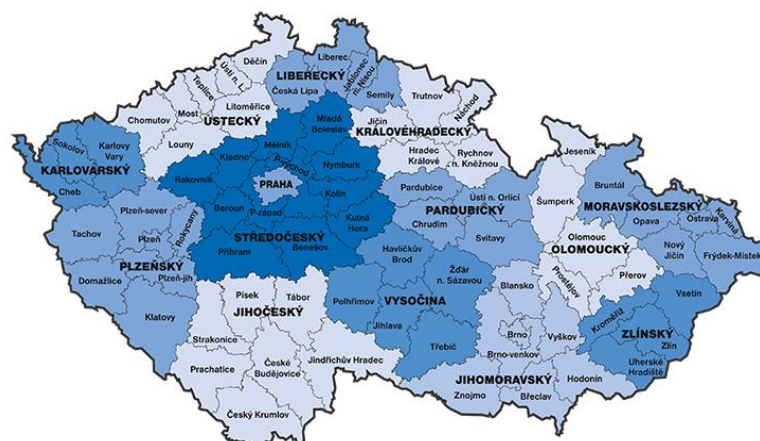 Děčín
Ústí n. L.
Teplice
Most
Chomutov
Litoměřice
ÚSTECKÝ
Louny
Liberec
LIBERECKÝ
Jablonec
n. Nisou
Česká Lípa
Semily
Trutnov
Náchod
Jičín
KRÁLOVÉHRADECKÝ
Hradec
Králové
Rychnov
n. Kněžnou
Sokolov
Karlovy
Vary
KARLOVARSKÝ
Cheb
Mladá
Boleslav
Mělník
Kladno
P-východ
Nymburk
Rakovník
PRAHA
Kolín
Beroun
P-západ
Kutná
Hora
STŘEDOČESKÝ
Příbram
Benešov
Plzeň-sever
Rokycany
Tachov
Plzeň
PLZEŇSKÝ
Plzeň-jih
Domažlice
Klatovy
Pardubice
Ústí n. Orlicí
PARDUBICKÝ
Chrudim
Svitavy
Jeseník
Šumperk
Olomouc
OLOMOUCKÝ
Prostějov
Přerov
Bruntál
MORAVSKOSLEZSKÝ
Opava
Ostrava
Karviná
Nový
Jičín
Frýdek-Místek
Písek
Tábor
JIHOČESKÝ
Strakonice
Prachatice
České
Budějovice
Jindřichův Hradec
Český Krumlov
Havlíčkův
Brod
Žďár
n. Sázavou
Pelhřimov
VYSOČINA
Jihlava
Třebíč
Blansko
Brno
Vyškov
Brno-venkov
JIHOMORAVSKÝ
Hodonín
Znojmo
Břeclav
Vsetín
Kroměříž
ZLÍNSKÝ
Zlín
Uherské
Hradiště